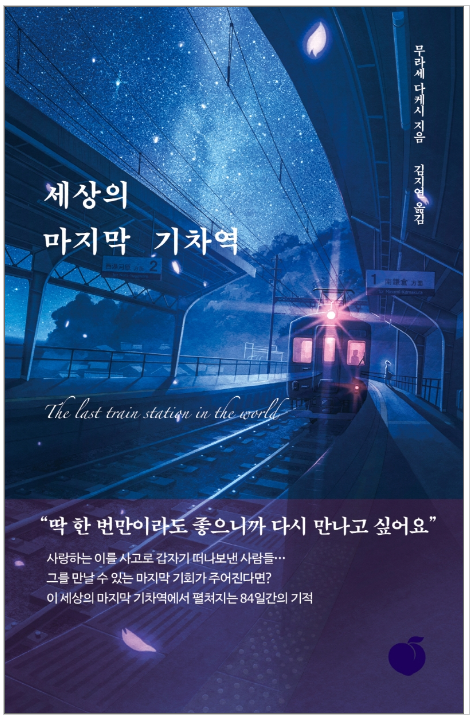 무라세 다케시 지음
김지연 옮김
세상의
마지막 기차역
2
1
The last train station in the world
“딱 한 번만이라도 좋으니까 다시 만나고 싶어요”
사랑하는 이를 사고로 갑자기 떠나보낸 사람들…
그를 만날 수 있는 마지막 기회가 주어진다면?
이 세상의 마지막 기차역에서 펼쳐지는 84일간의 기적